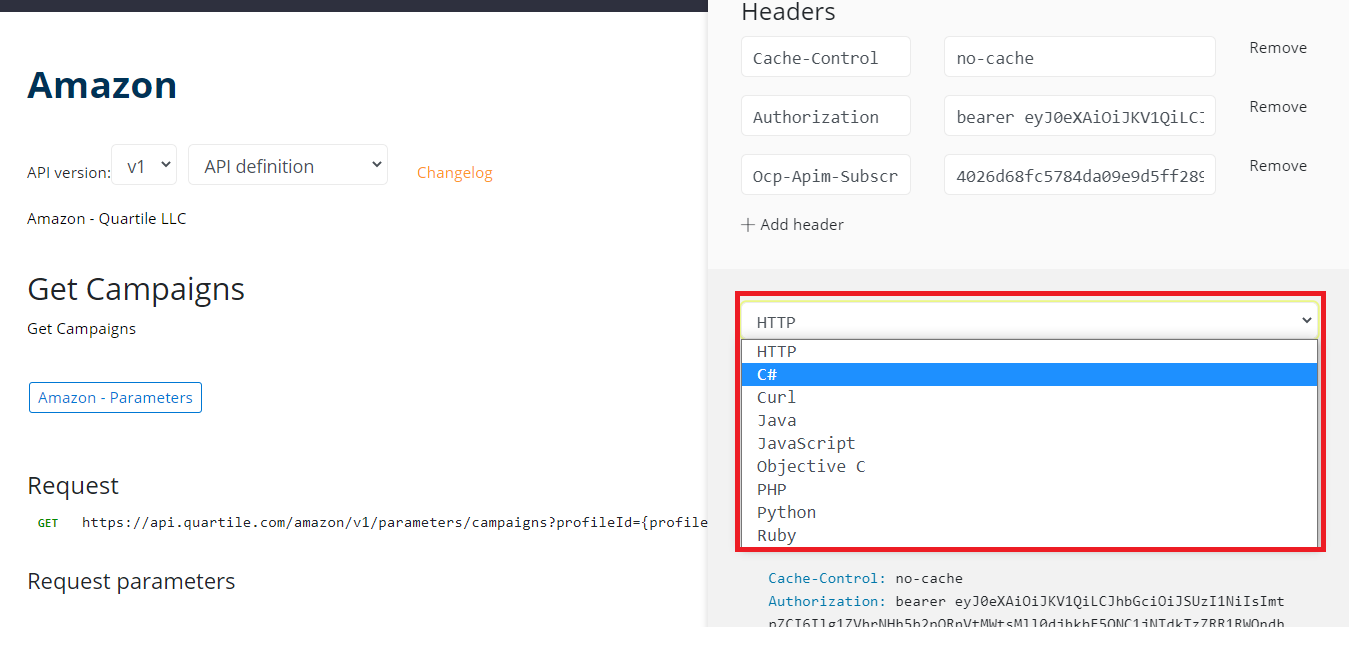 Amazon
API version: v1 API definition Changelog
Amazon - Quartile LLC
Get Campaigns
Get Campaigns
Amazon - Parameters
Request
GET https://api.quartile.com/amazon/v1/parameters/campaigns?profileId={profile
Request parameters
Headers
Cache-Control no-cache Remove
Authorization bearer eyJ0eXAiOiJKV1QiLCJ Remove
Ocp-Apim-Subscr 4026d68fc5784da09e9d5ff289 Remove
+ Add header
HTTP
HTTP
C#
Curl
Java
JavaScript
Objective C
PHP
Python
Ruby
Cache-Control: no-cache
Authorization: bearer eyJ0eXAiOiJKV1QiLCJhbGciOiJSUzI1NiIsImt